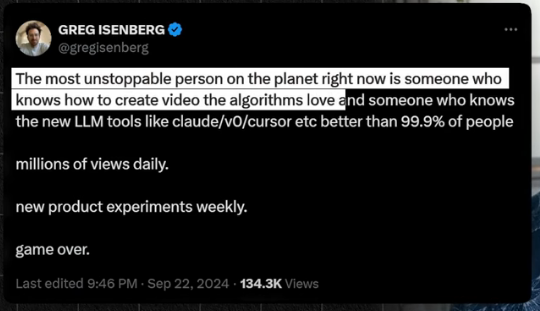 GREG ISENBERG
@gregisenberg
The most unstoppable person on the planet right now is someone who
knows how to create video the algorithms love and someone who knows
the new LLM tools like claude/v0/cursor etc better than 99.9% of people
millions of views daily.
new product experiments weekly.
game over.
Last edited 9:46 PM · Sep 22, 2024 · 134.3K Views